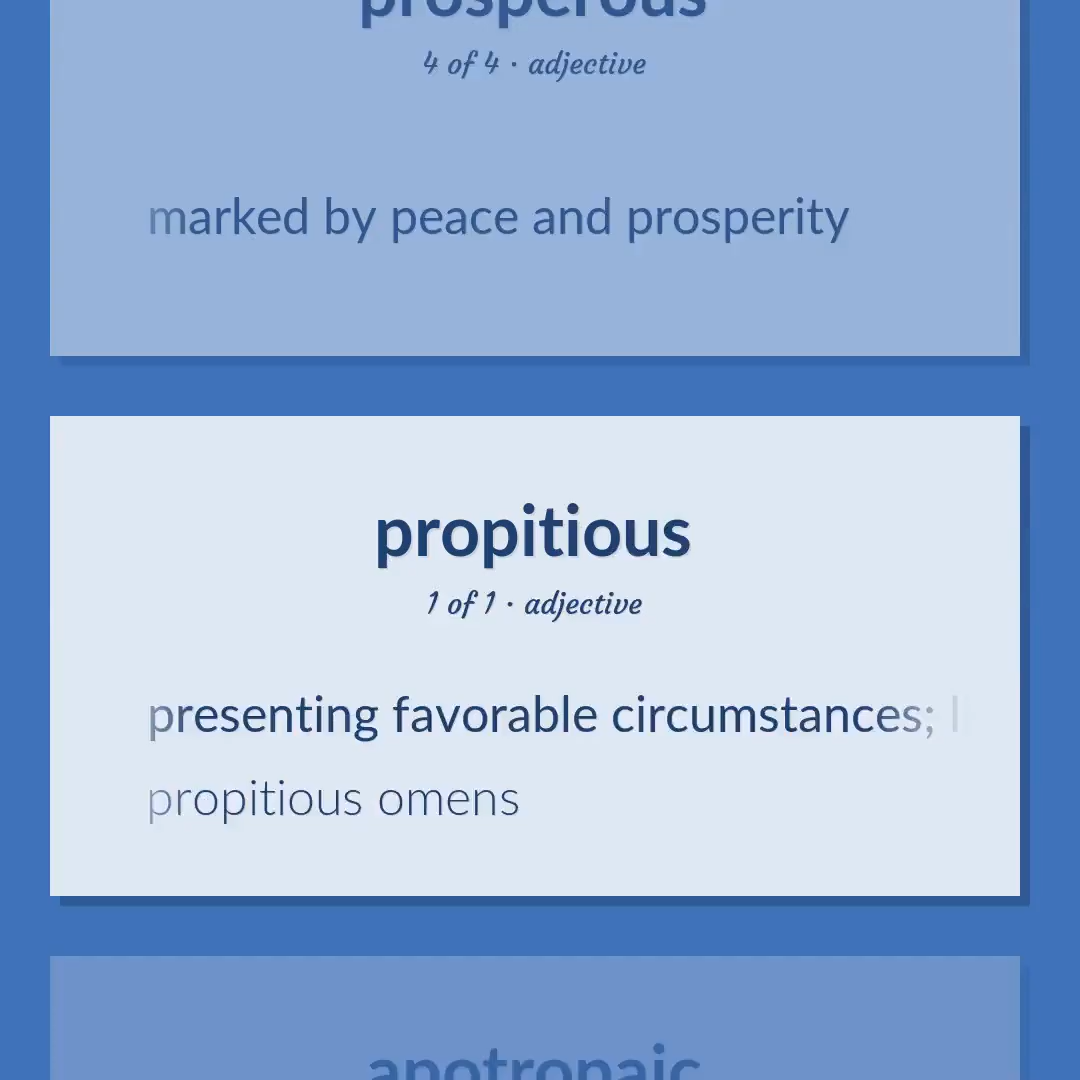 prosperous
4 of 4 · adjective
marked by peace and prosperity
propitious
1 of 1 · adjective
presenting favorable circumstances;
propitious omens
apotropaic